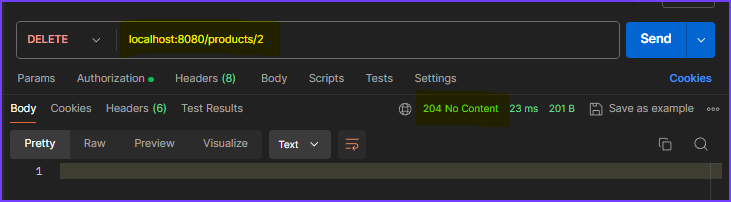 DELETE localhost:8080/products/2 Send
Params Authorization Headers (8) Body Scripts Tests Settings Cookies
Body Cookies Headers (6) Test Results 204 No Content 23 ms 201 B Save as example
Pretty Raw Preview Visualize Text
1